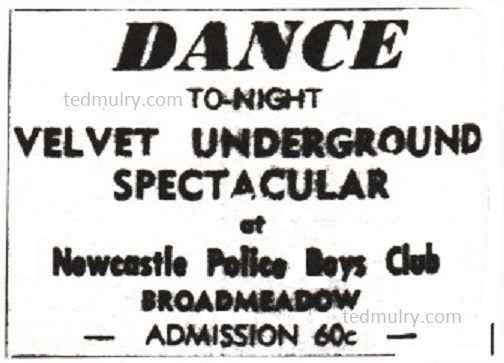 DANCE
tedmulry.com
TO-NIGHT
VELVET UNDERGROUND
SPECTACULAR
at
Newcastle Police Boys Club
BROADMEADOW
tedmulry.com
— ADMISSION 60c —